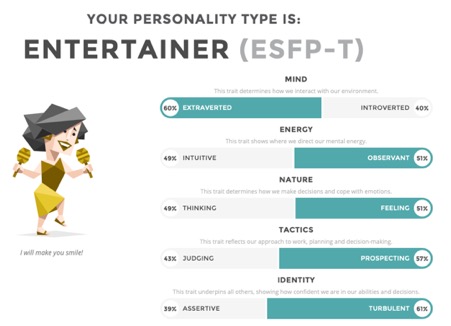 YOUR PERSONALITY TYPE IS:
ENTERTAINER (ESFP-T)
MIND
This trait determines how we interact with our environment.
60% EXTRAVERTED INTROVERTED 40%
ENERGY
This trait shows where we direct our mental energy.
49% INTUITIVE OBSERVANT 51%
NATURE
This trait determines how we make decisions and cope with emotions.
49% THINKING FEELING 51%
TACTICS
This trait reflects our approach to work, planning and decision-making.
43% JUDGING PROSPECTING 57%
IDENTITY
This trait underpins all others, showing how confident we are in our abilities and decisions.
39% ASSERTIVE TURBULENT 61%
I will make you smile!